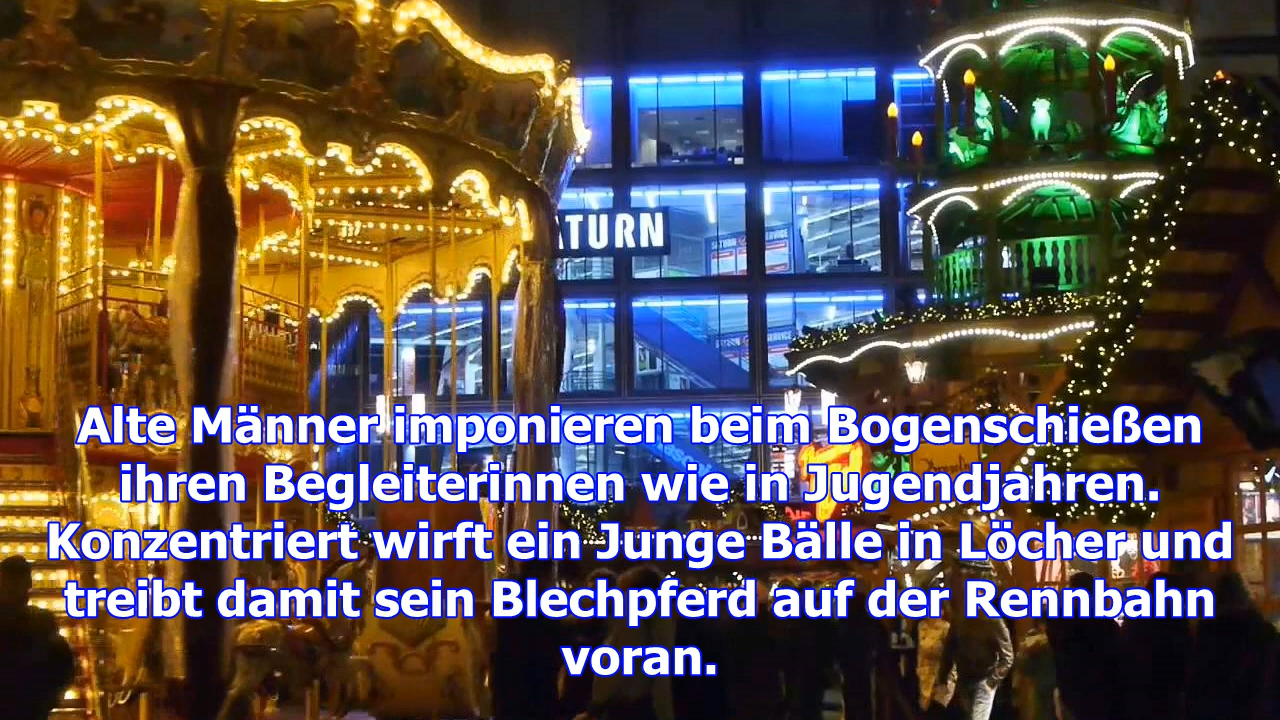 TURN
Alte Männer imponieren beim Bogenschießen
ihren Begleiterinnen wie in Jugendjahren.
Konzentriert wirft ein Junge Bälle in Löcher und
treibt damit sein Blechpferd auf der Rennbahn
voran.